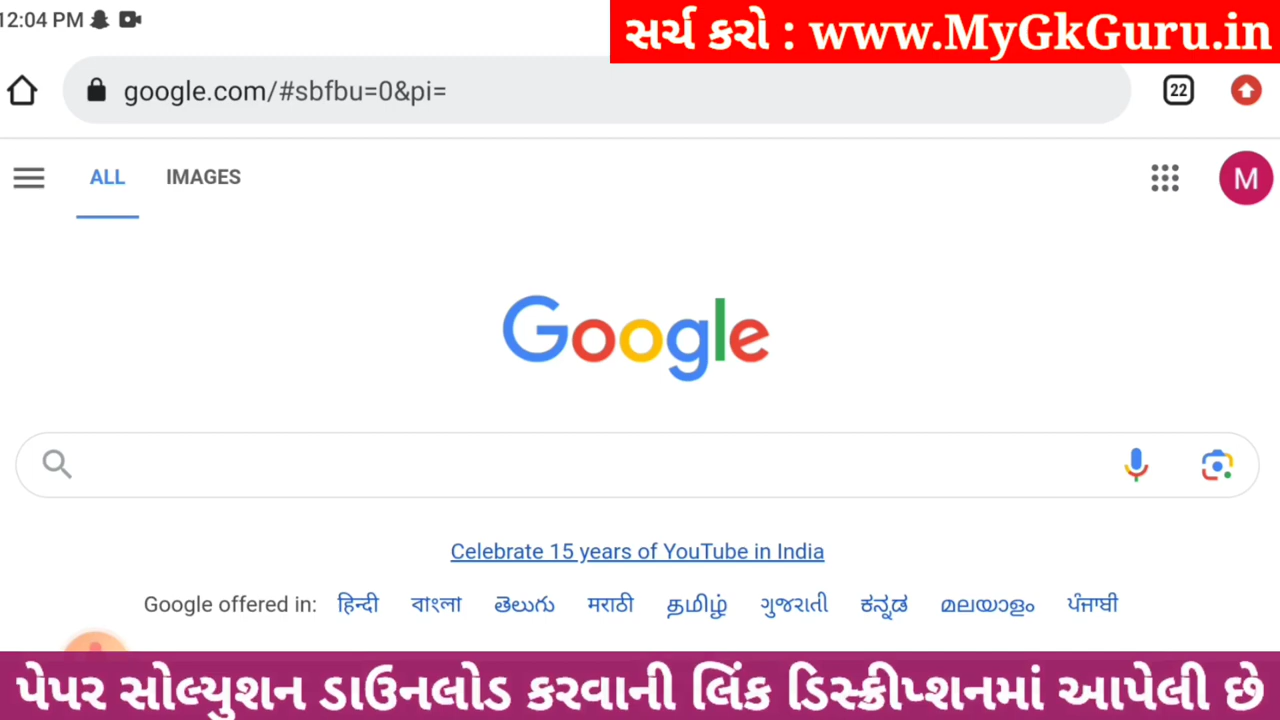 12:04 PM
સર્ચ કરો : www.MyGkGuru.in
google.com/#sbfbu=0&pi=
22
ALL IMAGES
M
Google
Celebrate 15 years of YouTube in India
Google offered in: हिन्दी বাংলা తెలుగు मराठी தமிழ் ગુજરાતી ಕನ್ನಡ മലയാളം ਪੰਜਾਬੀ
પેપર સોલ્યુશન ડાઉનલોડ કરવાની લિંક ડિસ્ક્રીપ્શનમાં આપેલી છે